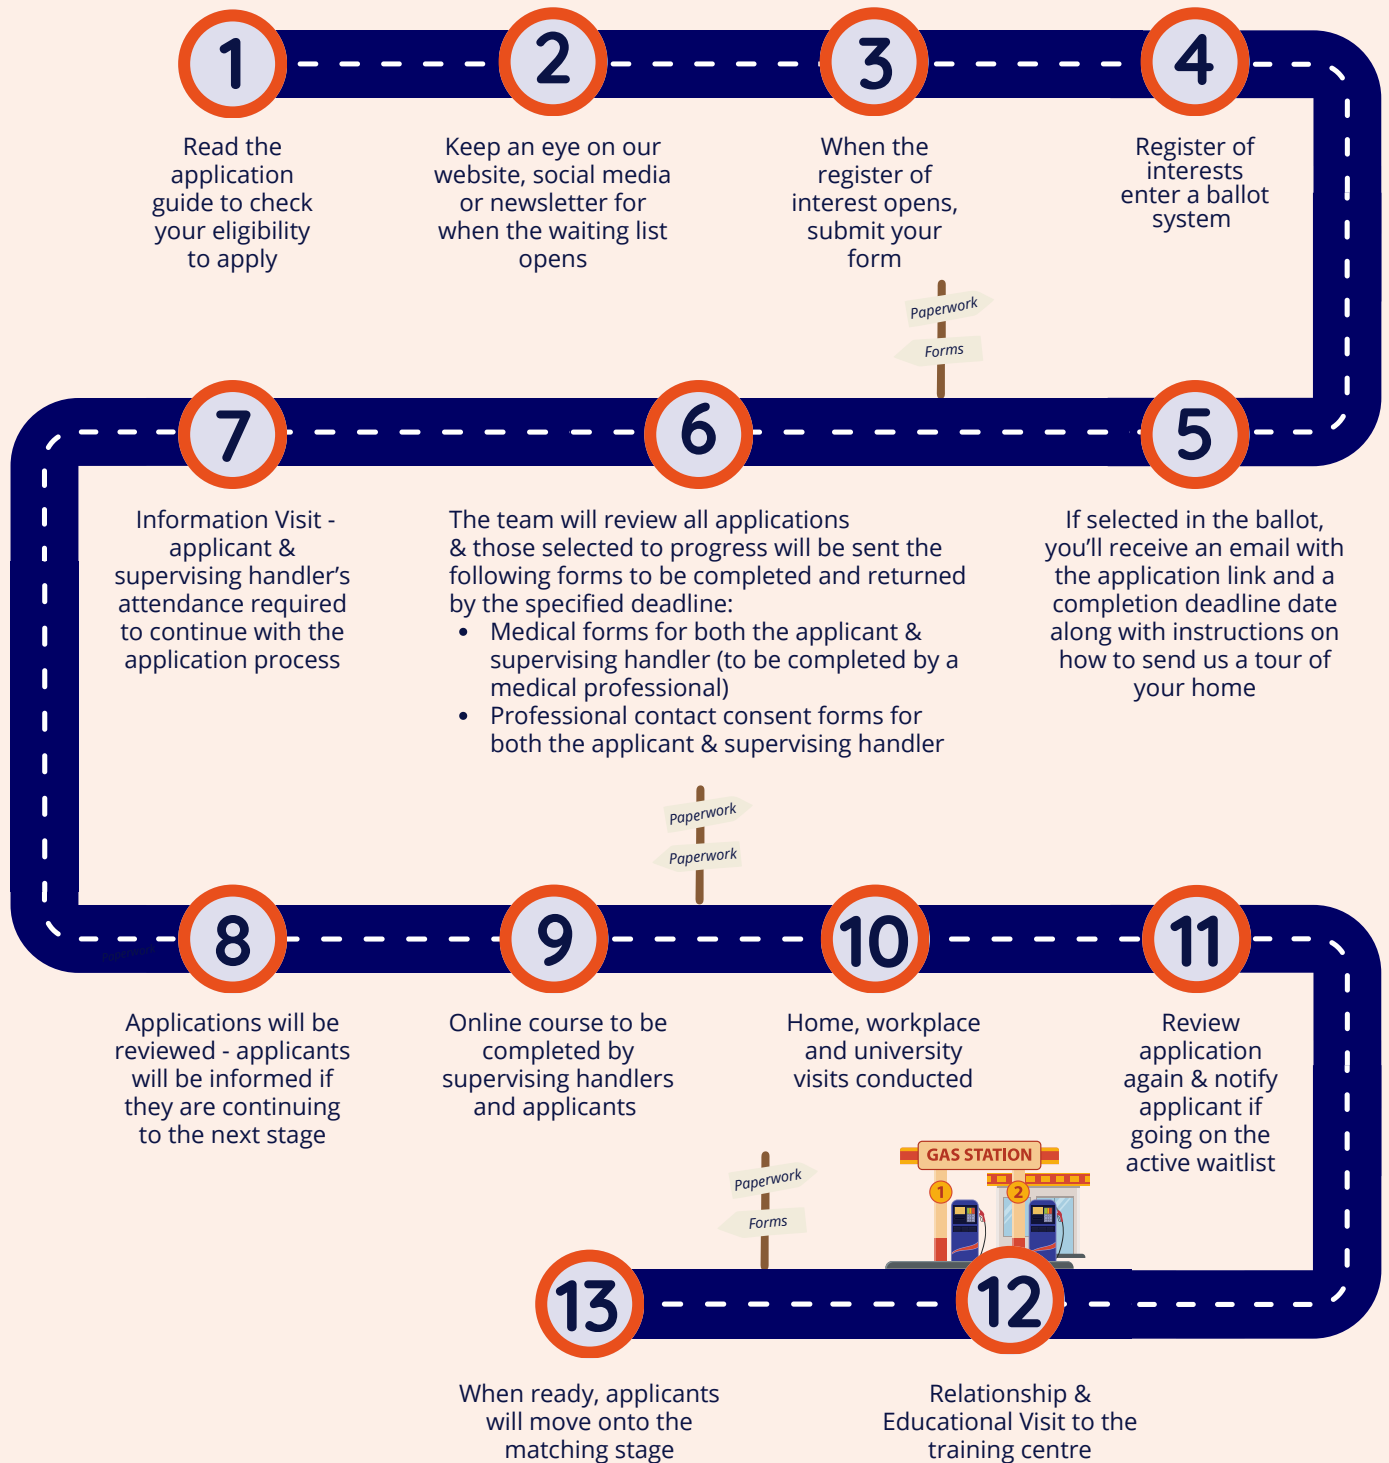 1
Read the
application
guide to check
your eligibility
to apply
2
Keep an eye on our
website, social media
or newsletter for
when the waiting list
opens
3
When the
register of
interest opens,
submit your
form
4
Register of
interests
enter a ballot
system
Paperwork
Forms
5
If selected in the ballot,
you'll receive an email with
the application link and a
completion deadline date
along with instructions on
how to send us a tour of
your home
6
The team will review all applications
& those selected to progress will be sent the
following forms to be completed and returned
by the specified deadline:
• Medical forms for both the applicant &
supervising handler (to be completed by a
medical professional)
• Professional contact consent forms for
both the applicant & supervising handler
7
Information Visit -
applicant &
supervising handler's
attendance required
to continue with the
application process
Paperwork
Paperwork
Paperwork
8
Applications will be
reviewed - applicants
will be informed if
they are continuing
to the next stage
9
Online course to be
completed by
supervising handlers
and applicants
10
Home, workplace
and university
visits conducted
11
Review
application
again & notify
applicant if
going on the
active waitlist
GAS STATION
1
2
Paperwork
Forms
12
Relationship &
Educational Visit to the
training centre
13
When ready, applicants
will move onto the
matching stage